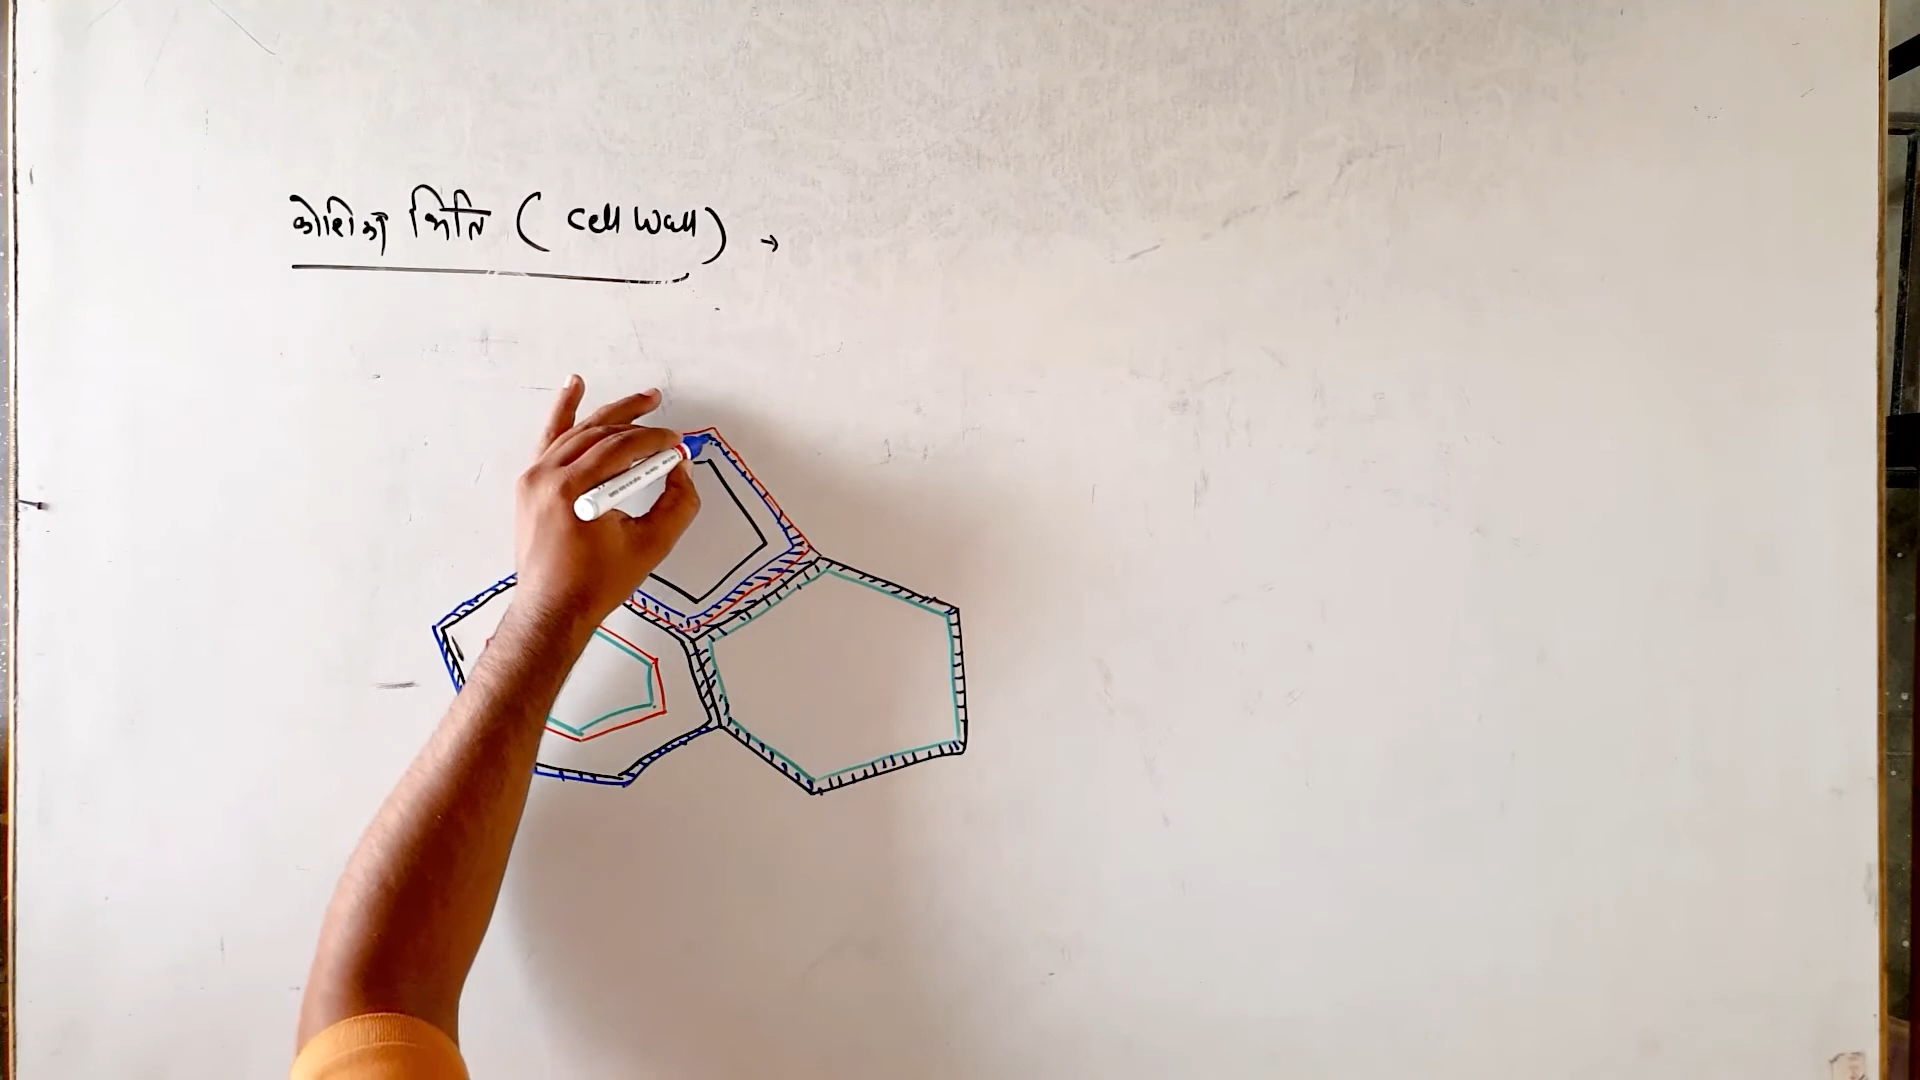 कोशिका भित्ति ( Cell Wall ) →